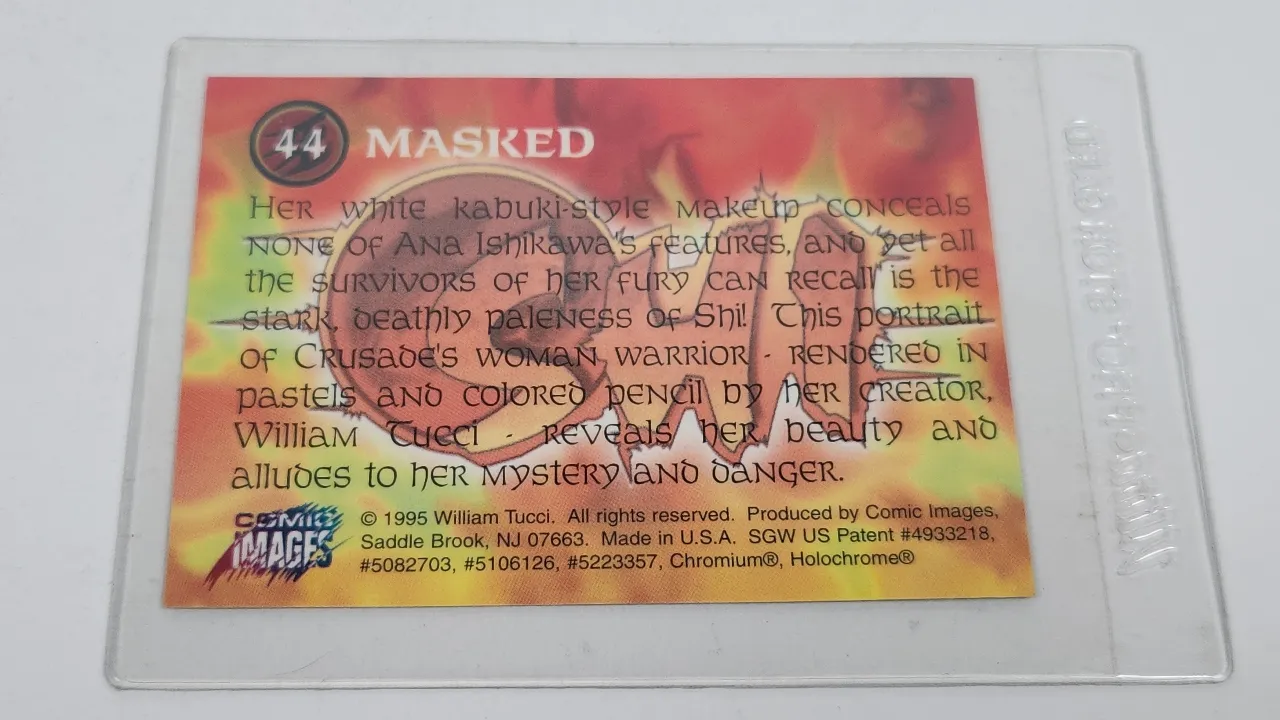 44 MASKED
Her white kabuki-style makeup conceals
none of Ana Ishikawa's features, and yet all
the survivors of her fury can recall is the
stark, deathly paleness of Shi! This portrait
of Crusade's woman warrior - rendered in
pastels and colored pencil by her creator,
William Tucci - reveals her beauty and
alludes to her mystery and danger.
SHI
COMIC
IMAGES
© 1995 William Tucci. All rights reserved. Produced by Comic Images,
Saddle Brook, NJ 07663. Made in U.S.A. SGW US Patent #4933218,
#5082703, #5106126, #5223357, Chromium®, Holochrome®